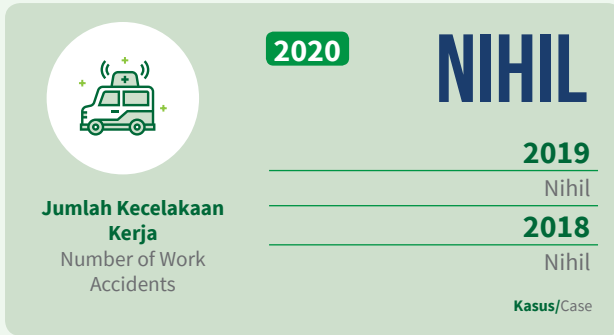 2020
NIHIL
2019
Nihil
2018
Nihil
Kasus/Case
Jumlah Kecelakaan
Kerja
Number of Work
Accidents